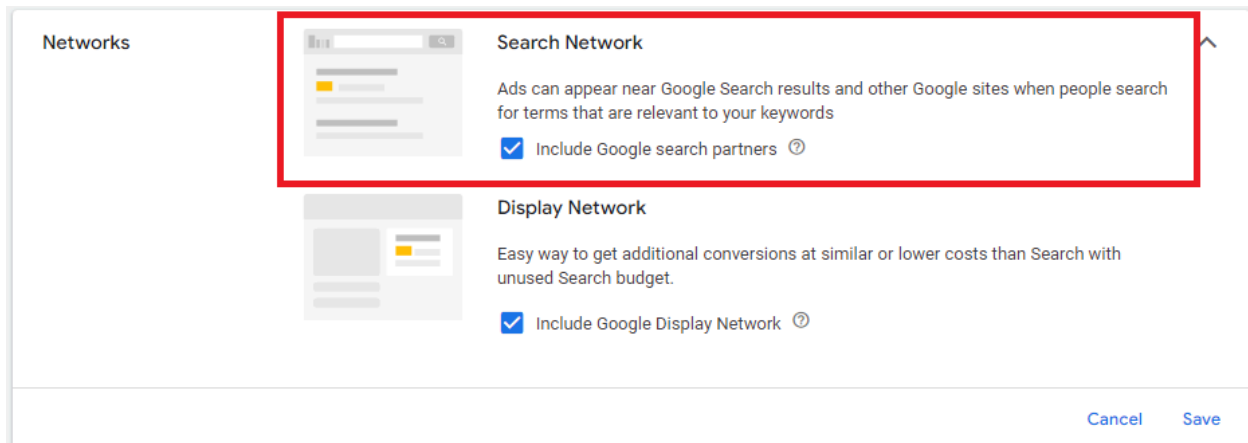 Networks
Search Network
Ads can appear near Google Search results and other Google sites when people search
for terms that are relevant to your keywords
Include Google search partners
Display Network
Easy way to get additional conversions at similar or lower costs than Search with
unused Search budget.
Include Google Display Network
Cancel Save